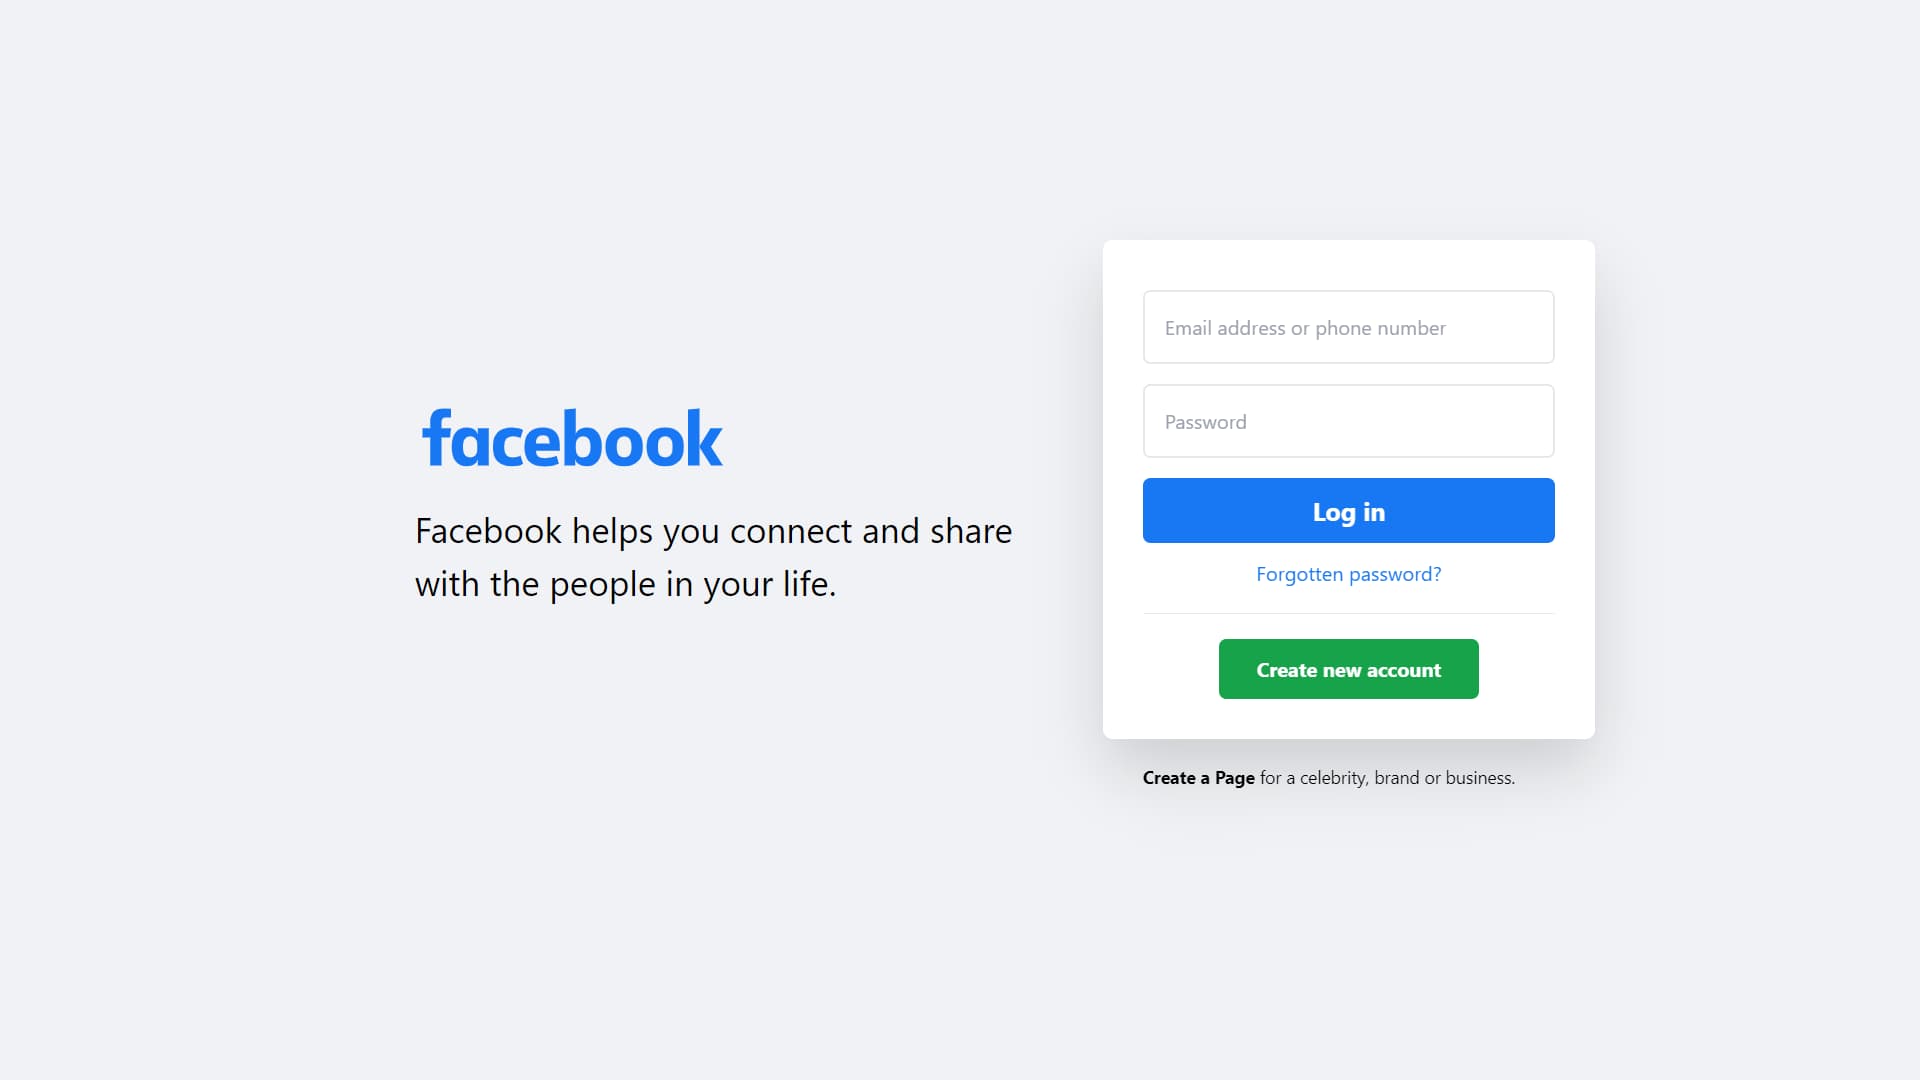 facebook
Facebook helps you connect and share
with the people in your life.
Email address or phone number
Password
Log in
Forgotten password?
Create new account
Create a Page for a celebrity, brand or business.